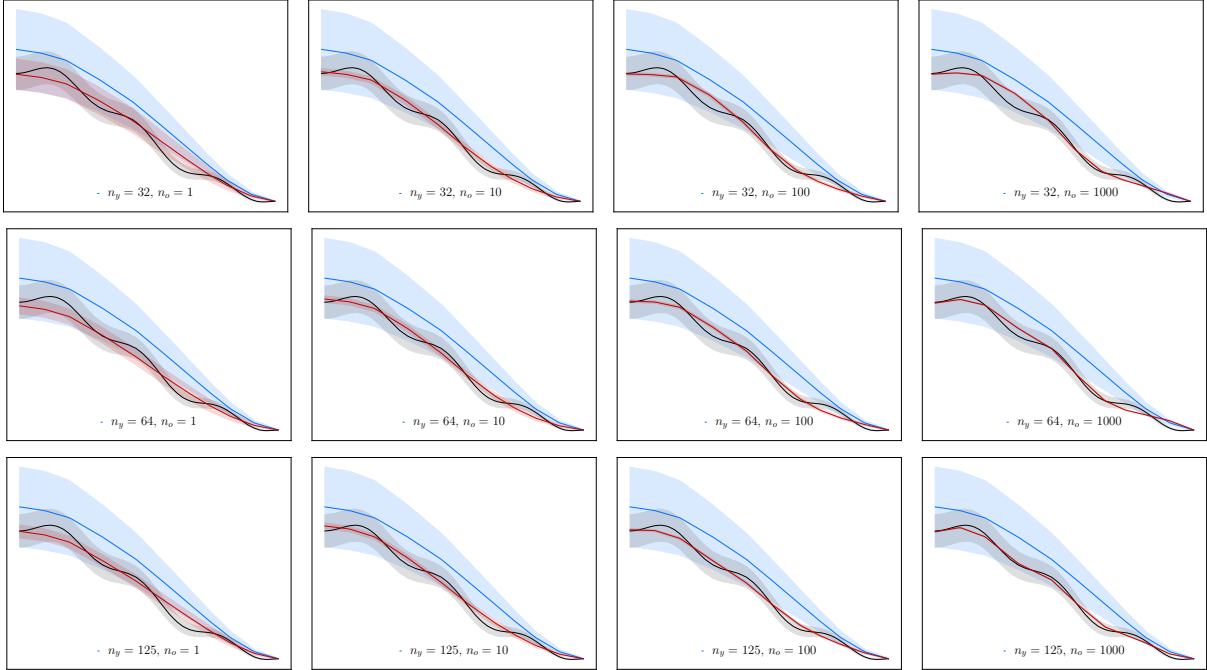 n_y = 32, n_o = 1
n_y = 32, n_o = 10
n_y = 32, n_o = 100
n_y = 32, n_o = 1000
n_y = 64, n_o = 1
n_y = 64, n_o = 10
n_y = 64, n_o = 100
n_y = 64, n_o = 1000
n_y = 125, n_o = 1
n_y = 125, n_o = 10
n_y = 125, n_o = 100
n_y = 125, n_o = 1000